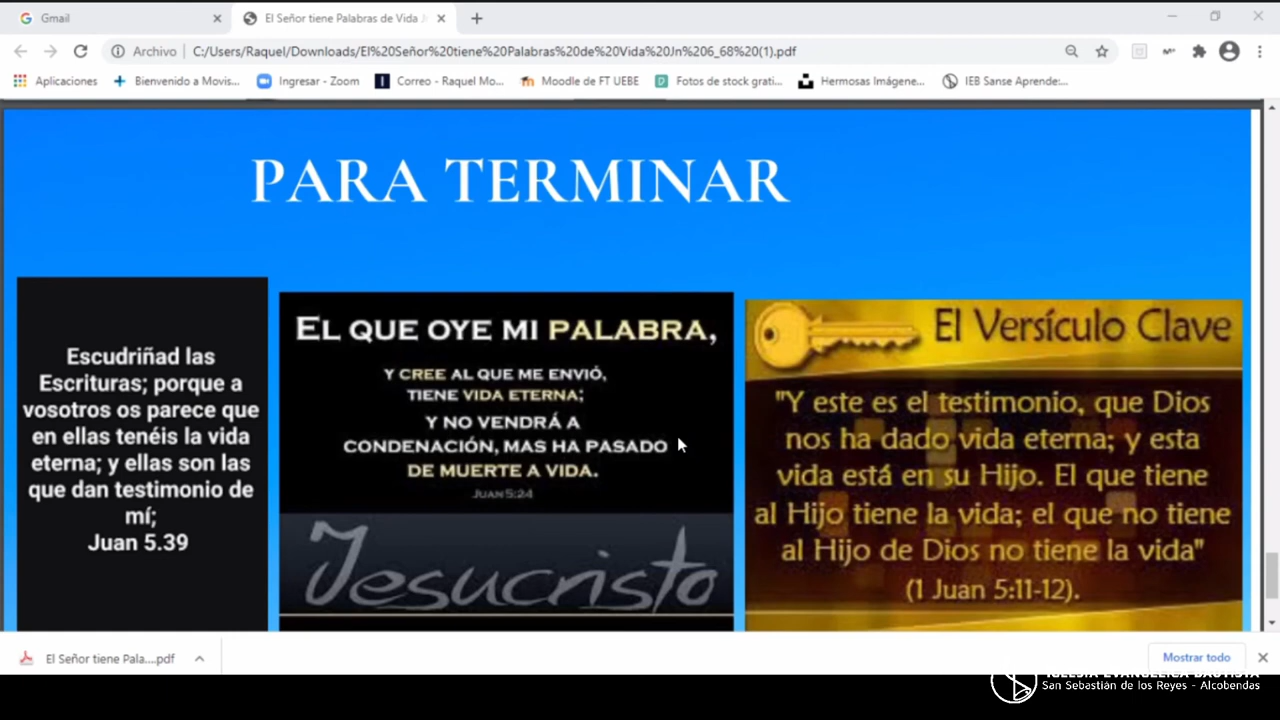 Gmail
El Señor tiene Palabras de Vida
Archivo
C:/Users/Raquel/Downloads/El%20Señor%20tiene%20Palabras%20de%20Vida%20Jn%206_68%20(1).pdf
Aplicaciones
Bienvenido a Movis...
Ingresar - Zoom
Correo - Raquel Mo...
Moodle de FT UEBE
Fotos de stock grati...
Hermosas Imágene...
IEB Sanse Aprende:...
PARA TERMINAR
Escudriñad las
Escrituras; porque a
vosotros os parece que
en ellas tenéis la vida
eterna; y ellas son las
que dan testimonio de
mí;
Juan 5.39
EL QUE OYE MI PALABRA,
Y CREE AL QUE ME ENVIÓ,
TIENE VIDA ETERNA;
Y NO VENDRÁ A
CONDENACIÓN, MAS HA PASADO
DE MUERTE A VIDA.
JUAN 5:24
Jesucristo
El Versículo Clave
"Y este es el testimonio, que Dios
nos ha dado vida eterna; y esta
vida está en su Hijo. El que tiene
al Hijo tiene la vida; el que no tiene
al Hijo de Dios no tiene la vida"
(1 Juan 5:11-12).
El Señor tiene Pala....pdf
Mostrar todo
IGLESIA EVANGÉLICA BAUTISTA
San Sebastián de los Reyes - Alcobendas